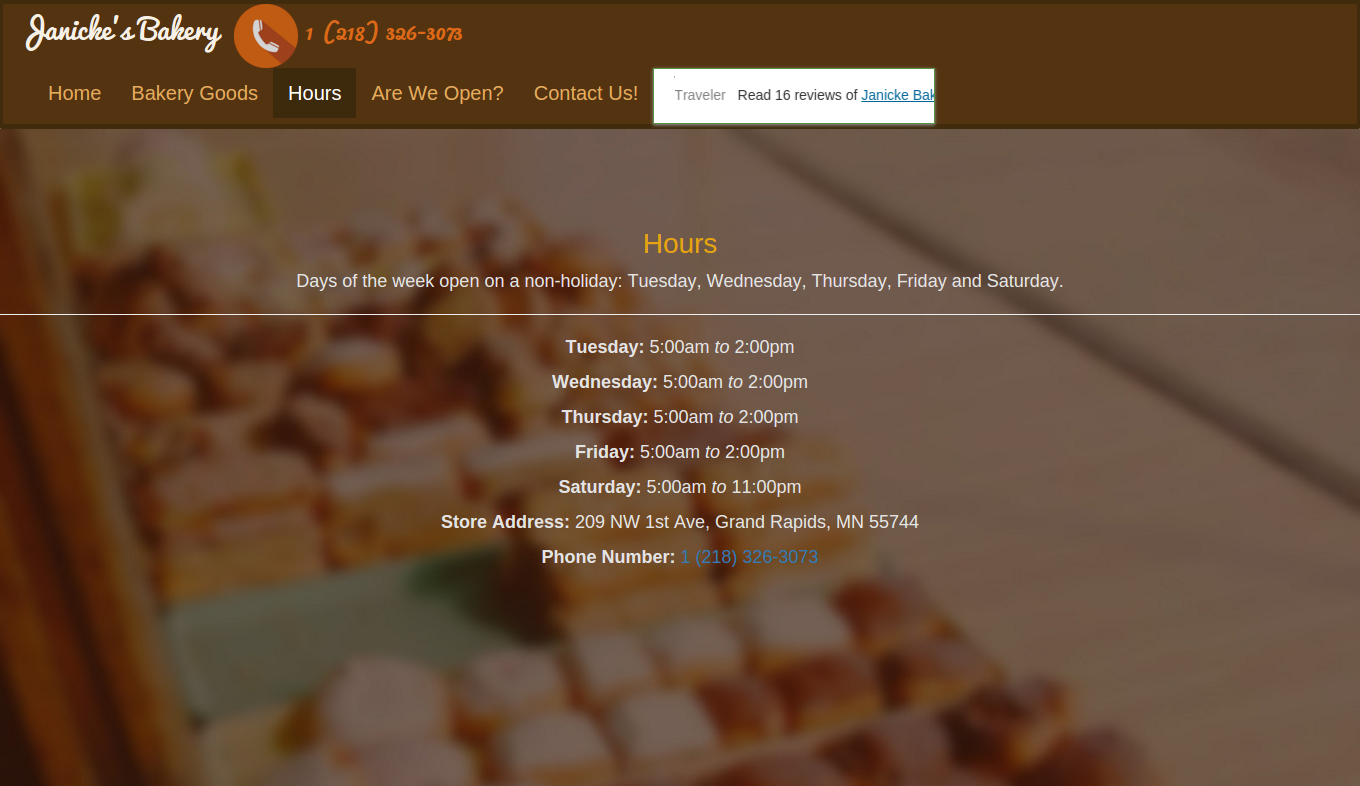 Janicke's Bakery 1 (218) 326-3073
Home Bakery Goods Hours Are We Open? Contact Us! Traveler Read 16 reviews of Janicke Bak
Hours
Days of the week open on a non-holiday: Tuesday, Wednesday, Thursday, Friday and Saturday.
Tuesday: 5:00am to 2:00pm
Wednesday: 5:00am to 2:00pm
Thursday: 5:00am to 2:00pm
Friday: 5:00am to 2:00pm
Saturday: 5:00am to 11:00pm
Store Address: 209 NW 1st Ave, Grand Rapids, MN 55744
Phone Number: 1 (218) 326-3073